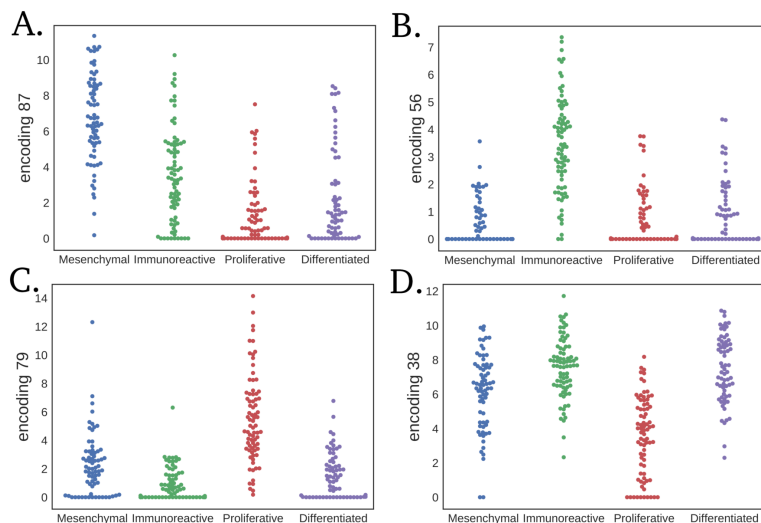 A.
encoding 87
10
8
6
4
2
0
Mesenchymal Immunoreactive Proliferative Differentiated
B.
encoding 56
7
6
5
4
3
2
1
0
Mesenchymal Immunoreactive Proliferative Differentiated
C.
encoding 79
14
12
10
8
6
4
2
0
Mesenchymal Immunoreactive Proliferative Differentiated
D.
encoding 38
12
10
8
6
4
2
0
Mesenchymal Immunoreactive Proliferative Differentiated